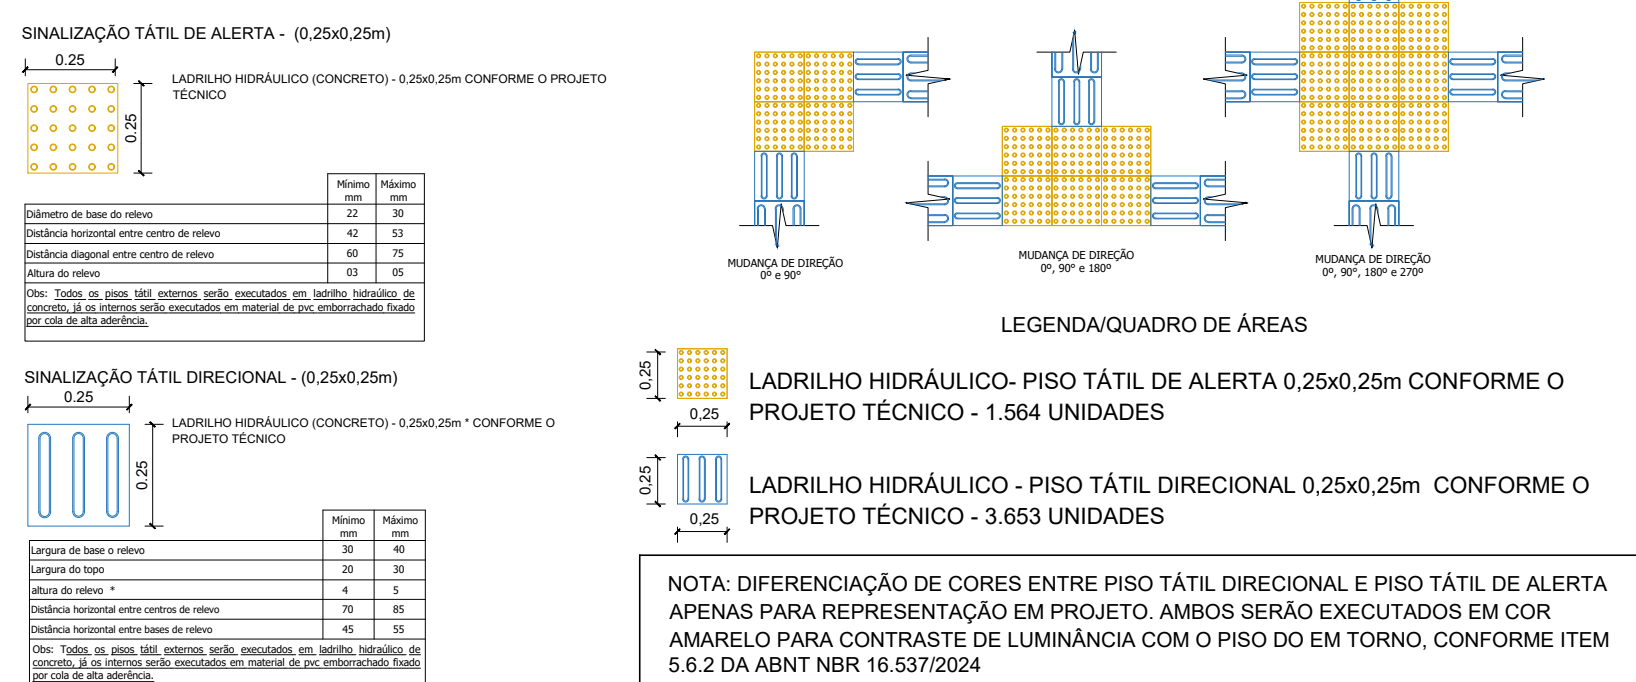 SINALIZAÇÃO TÁTIL DE ALERTA - (0,25x0,25m)
0.25
LADRILHO HIDRÁULICO (CONCRETO) - 0,25x0,25m CONFORME O PROJETO
TÉCNICO
0.25
Mínimo Máximo
mm mm
Diâmetro de base do relevo 22 30
Distância horizontal entre centro de relevo 42 53
Distância diagonal entre centro de relevo 60 75
Altura do relevo 03 05
Obs: Todos os pisos tátil externos serão executados em ladrilho hidráulico de
concreto, já os internos serão executados em material de pvc emborrachado fixado
por cola de alta aderência.
SINALIZAÇÃO TÁTIL DIRECIONAL - (0,25x0,25m)
0.25
LADRILHO HIDRÁULICO (CONCRETO) - 0,25x0,25m * CONFORME O
PROJETO TÉCNICO
0.25
Mínimo Máximo
mm mm
Largura de base o relevo 30 40
Largura do topo 20 30
altura do relevo * 4 5
Distância horizontal entre centros de relevo 70 85
Distância horizontal entre bases de relevo 45 55
Obs: Todos os pisos tátil externos serão executados em ladrilho hidráulico de
concreto, já os internos serão executados em material de pvc emborrachado fixado
por cola de alta aderência.
MUDANÇA DE DIREÇÃO
0º e 90°
MUDANÇA DE DIREÇÃO
0º, 90° e 180º
MUDANÇA DE DIREÇÃO
0º, 90°, 180º e 270º
LEGENDA/QUADRO DE ÁREAS
0,25
0,25
LADRILHO HIDRÁULICO- PISO TÁTIL DE ALERTA 0,25x0,25m CONFORME O
PROJETO TÉCNICO - 1.564 UNIDADES
0,25
0,25
LADRILHO HIDRÁULICO - PISO TÁTIL DIRECIONAL 0,25x0,25m CONFORME O
PROJETO TÉCNICO - 3.653 UNIDADES
NOTA: DIFERENCIAÇÃO DE CORES ENTRE PISO TÁTIL DIRECIONAL E PISO TÁTIL DE ALERTA
APENAS PARA REPRESENTAÇÃO EM PROJETO. AMBOS SERÃO EXECUTADOS EM COR
AMARELO PARA CONTRASTE DE LUMINÂNCIA COM O PISO DO EM TORNO, CONFORME ITEM
5.6.2 DA ABNT NBR 16.537/2024